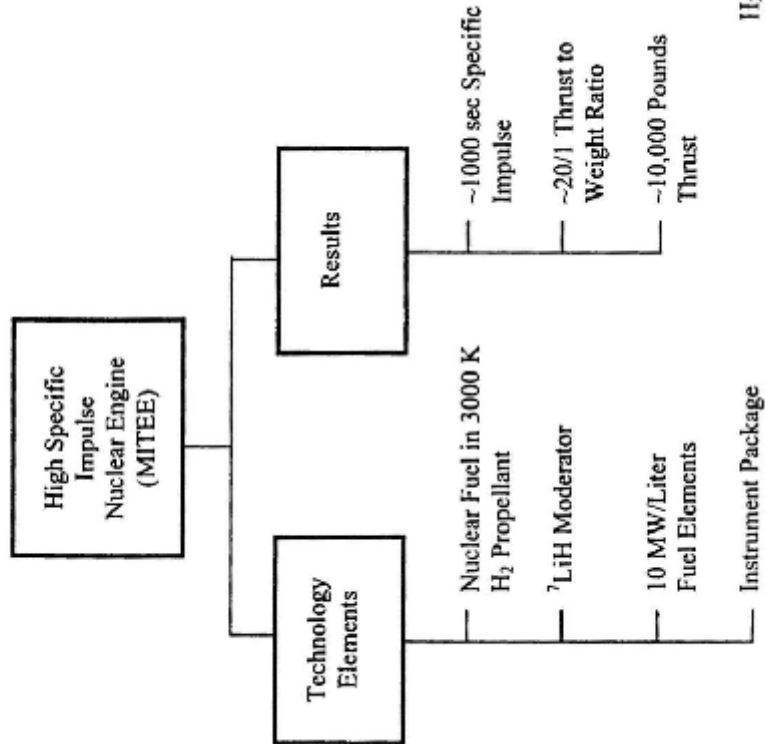 High Specific
Impulse
Nuclear Engine
(MITEE)
Technology
Elements
Nuclear Fuel in 3000 K
H₂ Propellant
⁷LiH Moderator
10 MW/Liter
Fuel Elements
Instrument Package
Results
~1000 sec Specific
Impulse
~20/1 Thrust to
Weight Ratio
~10,000 Pounds
Thrust